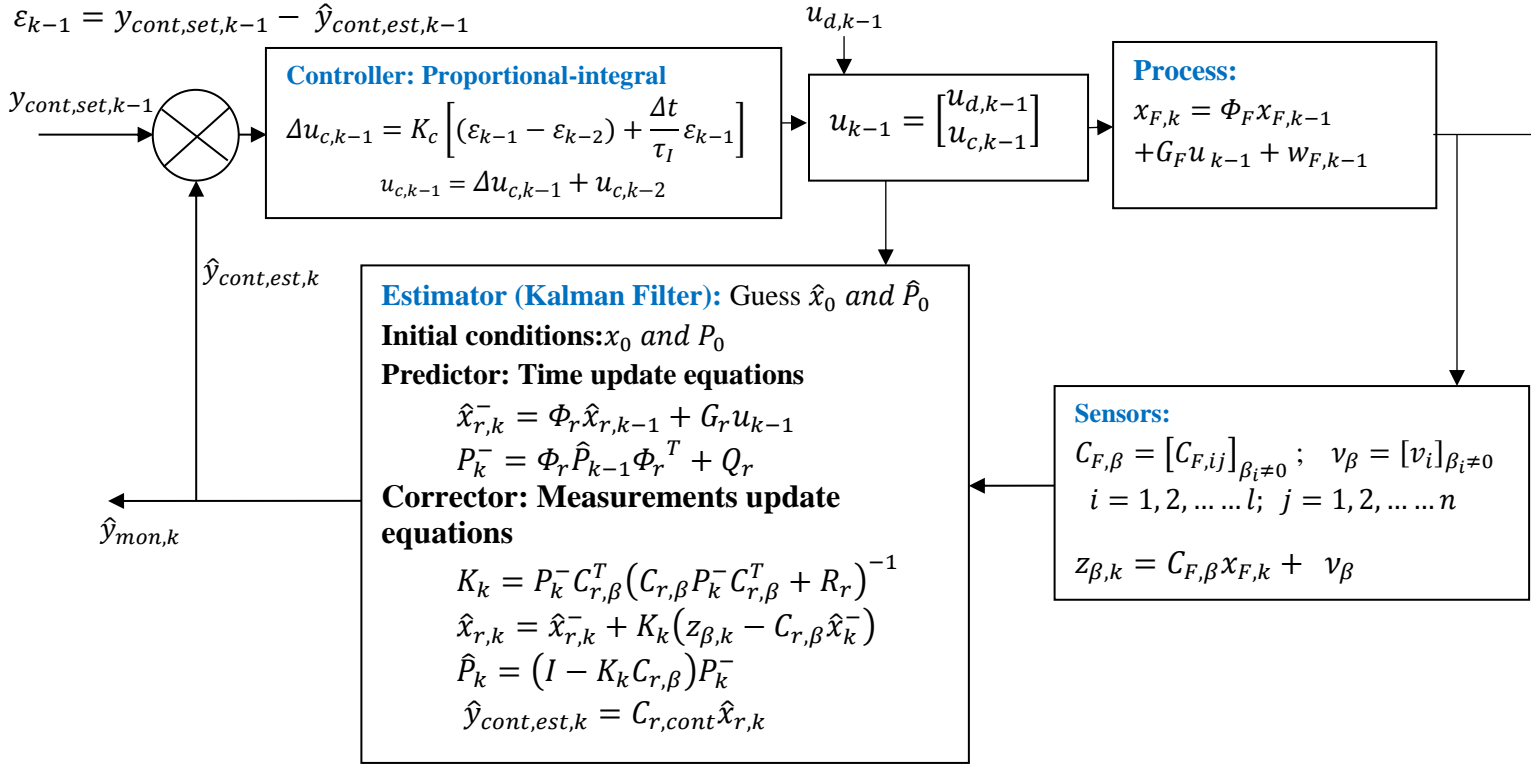 ε_{k−1} = y_{cont,set,k−1} − ŷ_{cont,est,k−1}
y_{cont,set,k−1}
Controller: Proportional-integral
Δu_{c,k−1} = K_c [(ε_{k−1} − ε_{k−2}) + \frac{Δt}{τ_I} ε_{k−1}]
u_{c,k−1} = Δu_{c,k−1} + u_{c,k−2}
u_{d,k−1}
u_{k−1} = [u_{d,k−1}
u_{c,k−1}]
Process:
x_{F,k} = Φ_F x_{F,k−1}
+G_F u_{k−1} + w_{F,k−1}
ŷ_{cont,est,k}
Estimator (Kalman Filter): Guess x̂_0 and P̂_0
Initial conditions:x_0 and P_0
Predictor: Time update equations
x̂^−_{r,k} = Φ_r x̂_{r,k−1} + G_r u_{k−1}
P^−_k = Φ_r P̂_{k−1} Φ_r^T + Q_r
Corrector: Measurements update
equations
K_k = P^−_k C^T_{r,β} (C_{r,β} P^−_k C^T_{r,β} + R_r)^{−1}
x̂_{r,k} = x̂^−_{r,k} + K_k (z_{β,k} − C_{r,β} x̂^−_k)
P̂_k = (I − K_k C_{r,β}) P^−_k
ŷ_{cont,est,k} = C_{r,cont} x̂_{r,k}
ŷ_{mon,k}
Sensors:
C_{F,β} = [C_{F,ij}]_{β_i≠0} ; ν_β = [v_i]_{β_i≠0}
i = 1, 2, … … l; j = 1, 2, … … n
z_{β,k} = C_{F,β} x_{F,k} + ν_β